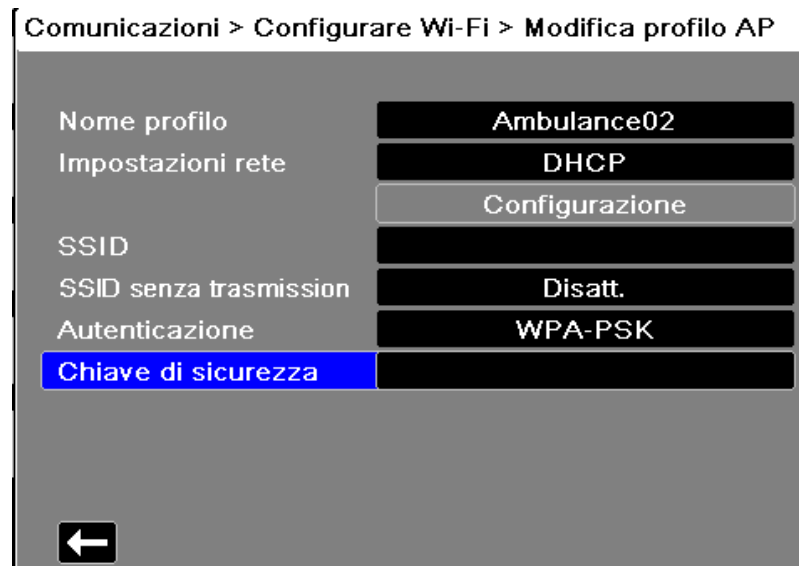 Comunicazioni > Configurare Wi-Fi > Modifica profilo AP
Nome profilo Ambulance02
Impostazioni rete DHCP
Configurazione
SSID
SSID senza trasmission Disatt.
Autenticazione WPA-PSK
Chiave di sicurezza